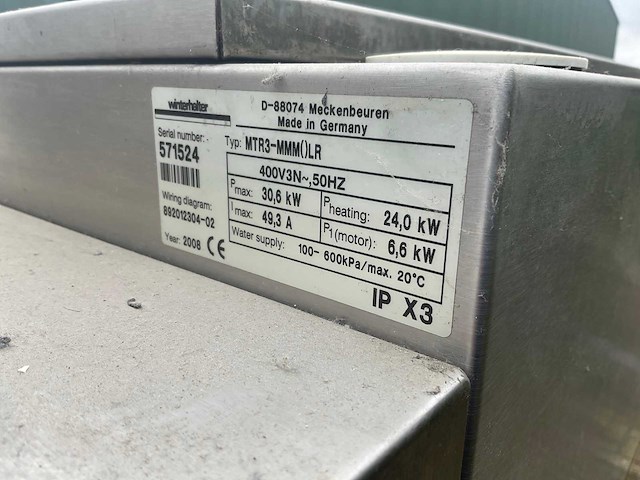 winterhalter
D-88074 Meckenbeuren
Made in Germany
Serial number:
571524
Typ: MTR3-MMM()LR
400V3N~,50HZ
Pmax: 30,6 kW
Pheating: 24,0 kW
Imax: 49,3 A
P1(motor): 6,6 kW
Wiring diagram:
892012304-02
Water supply: 100- 600kPa/max. 20°C
Year: 2008 CE
IP X3